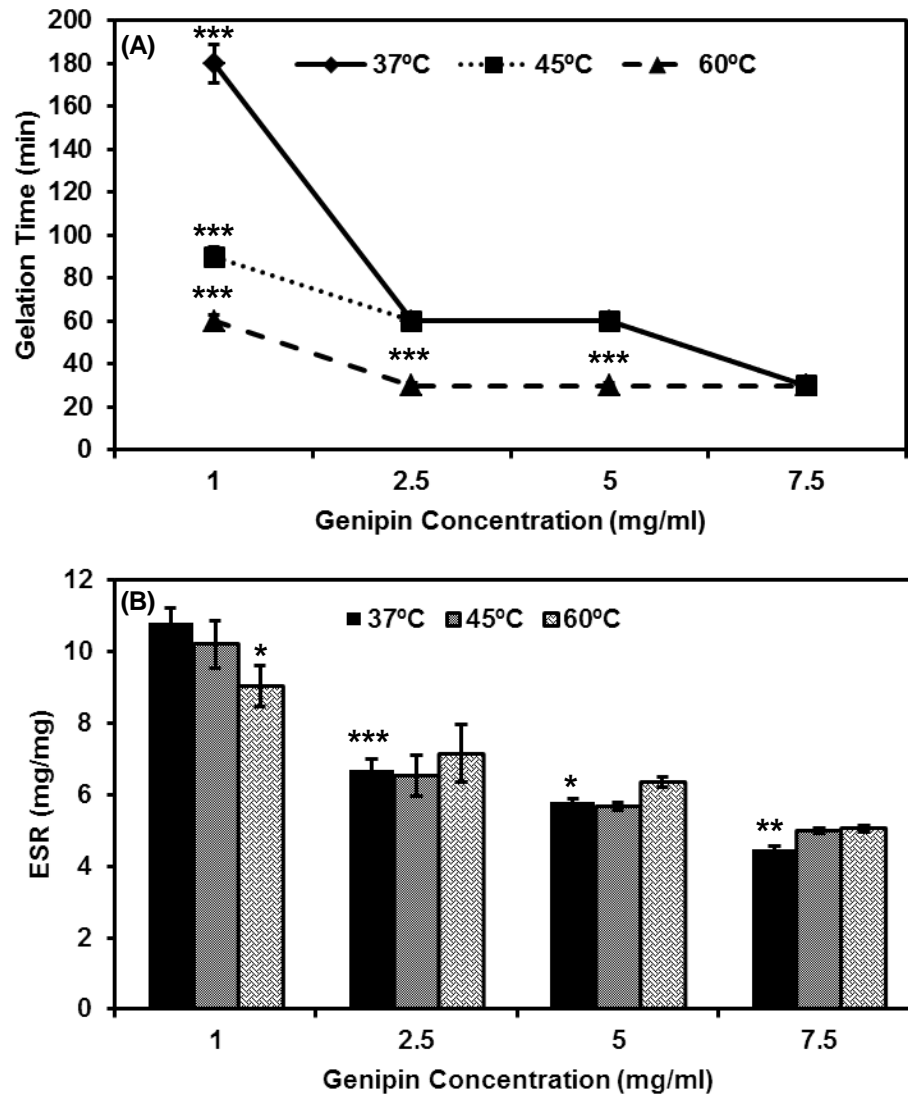 (A)
37ºC 45ºC 60ºC
200
180
160
140
120
100
80
60
40
20
0
Gelation Time (min)
***
***
***
*** ***
1 2.5 5 7.5
Genipin Concentration (mg/ml)
(B)
37ºC 45ºC 60ºC
12
10
8
6
4
2
0
ESR (mg/mg)
*
***
*
**
1 2.5 5 7.5
Genipin Concentration (mg/ml)